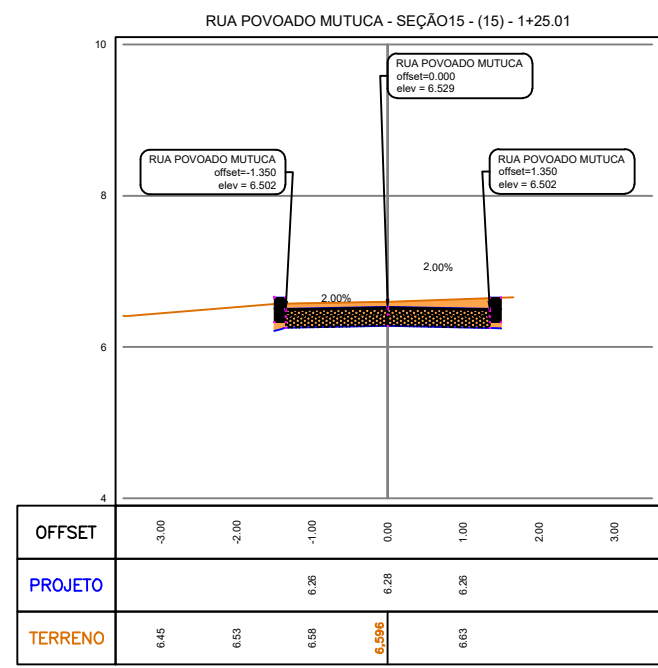 RUA POVOADO MUTUCA - SEÇÃO15 - (15) - 1+25.01
10
RUA POVOADO MUTUCA
offset=0.000
elev = 6.529
RUA POVOADO MUTUCA
offset=-1.350
elev = 6.502
RUA POVOADO MUTUCA
offset=1.350
elev = 6.502
8
2.00%
2.00%
6
4
OFFSET -3.00 -2.00 -1.00 0.00 1.00 2.00 3.00
PROJETO 6.26 6.28 6.26
TERRENO 6.45 6.53 6.58 6,596 6.63